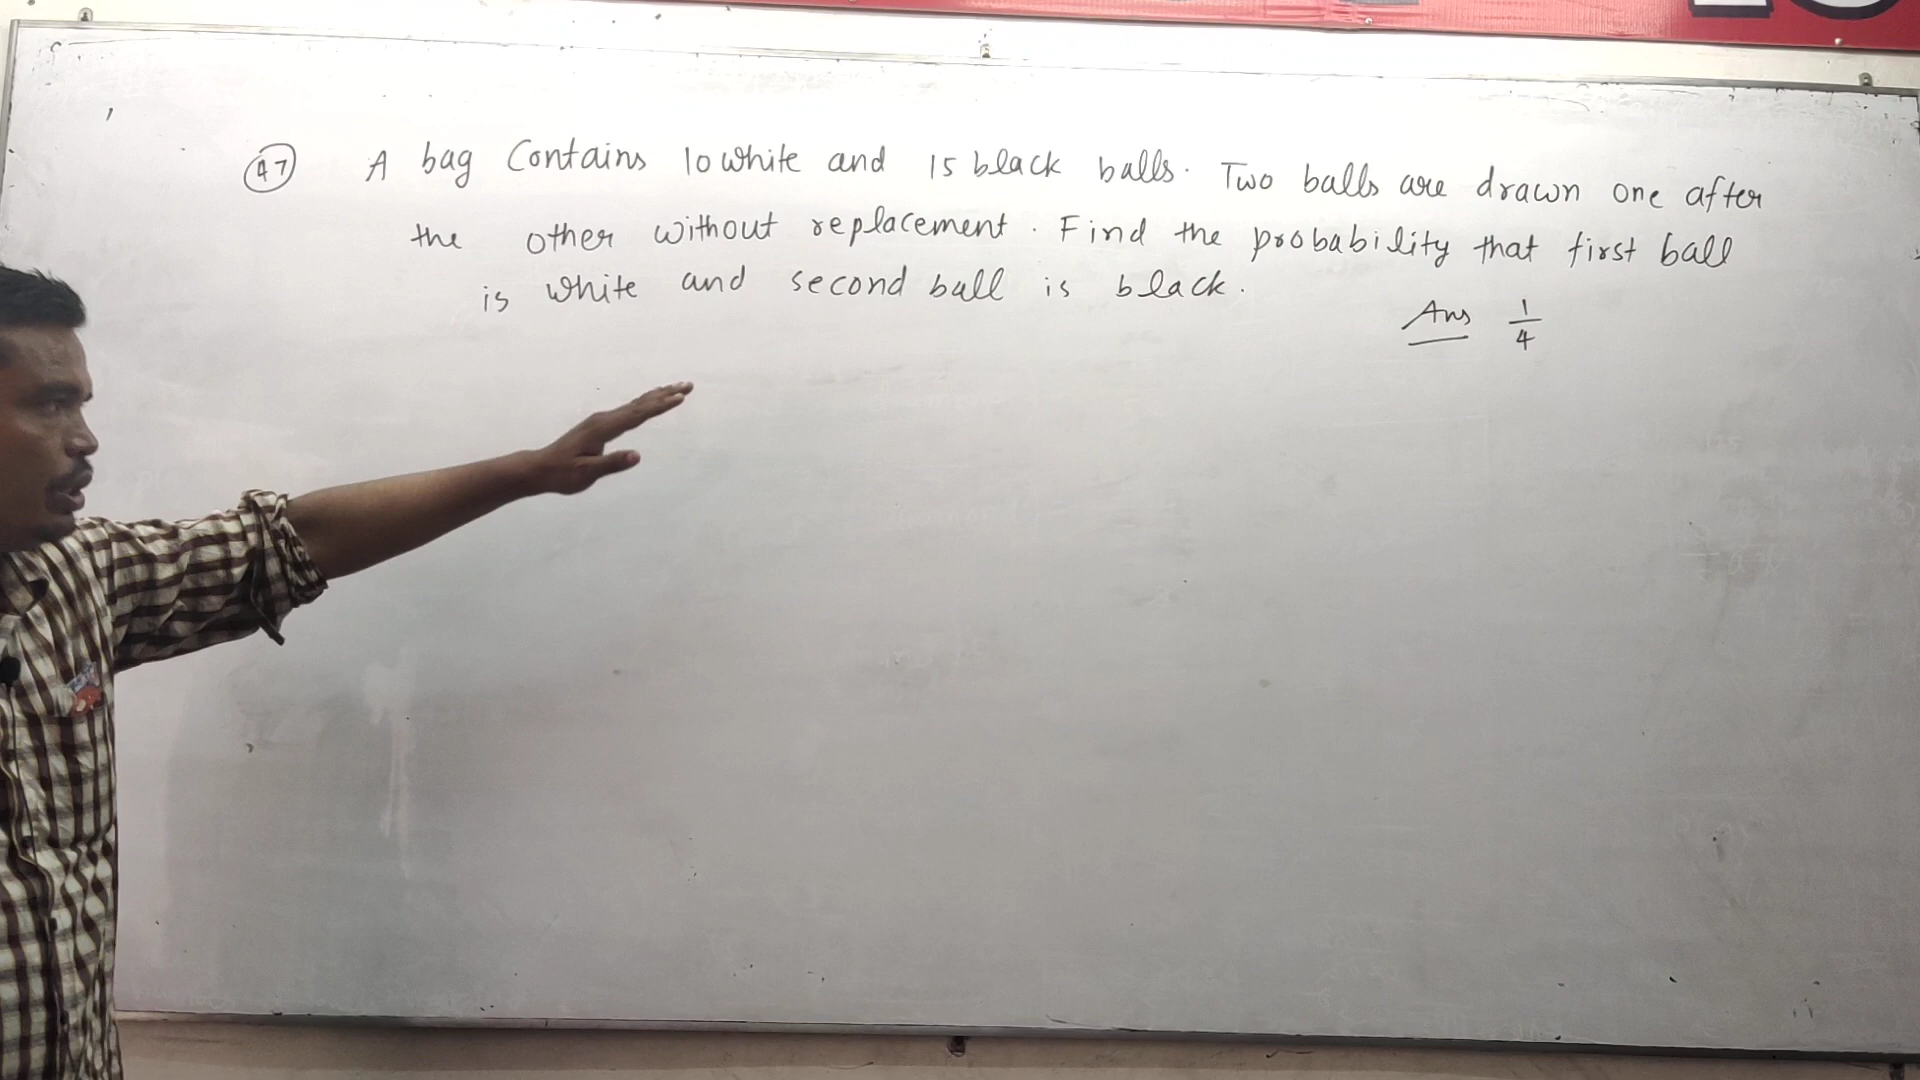 47 A bag Contains 10 white and 15 black balls. Two balls are drawn one after
the other without replacement. Find the probability that first ball
is white and second ball is black.
Ans 1/4